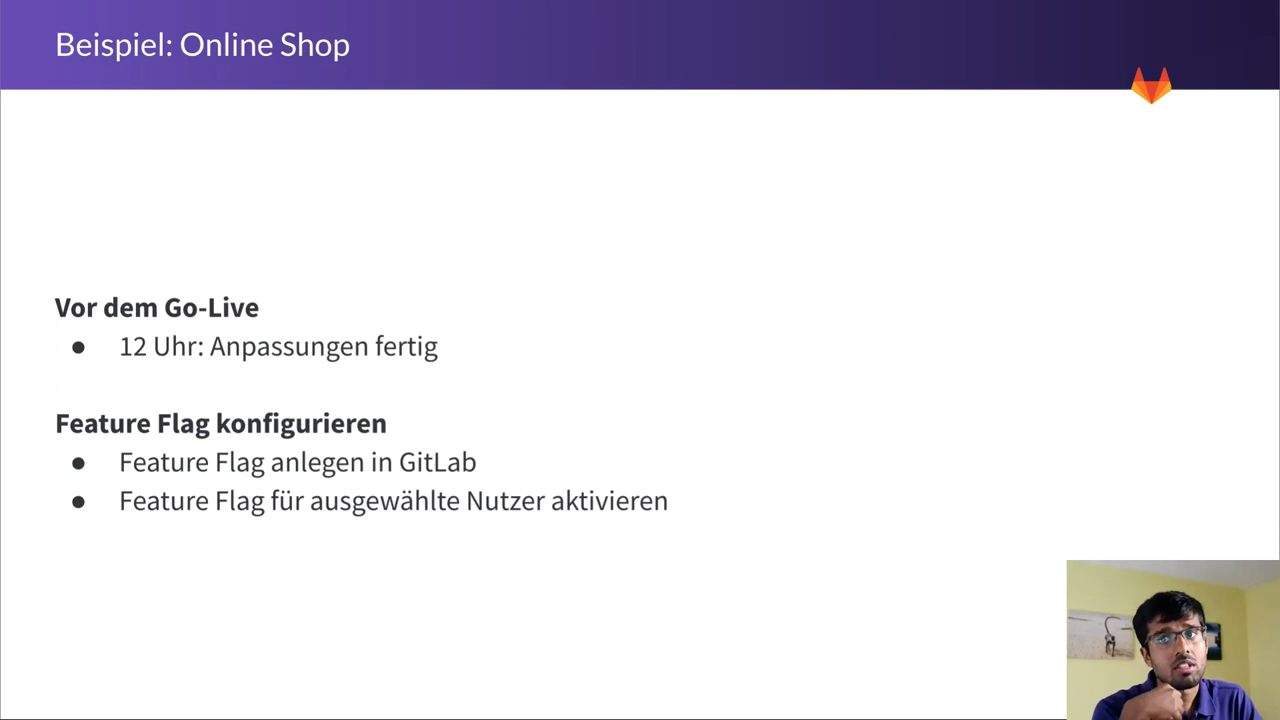 Beispiel: Online Shop
Vor dem Go-Live
● 12 Uhr: Anpassungen fertig
Feature Flag konfigurieren
● Feature Flag anlegen in GitLab
● Feature Flag für ausgewählte Nutzer aktivieren